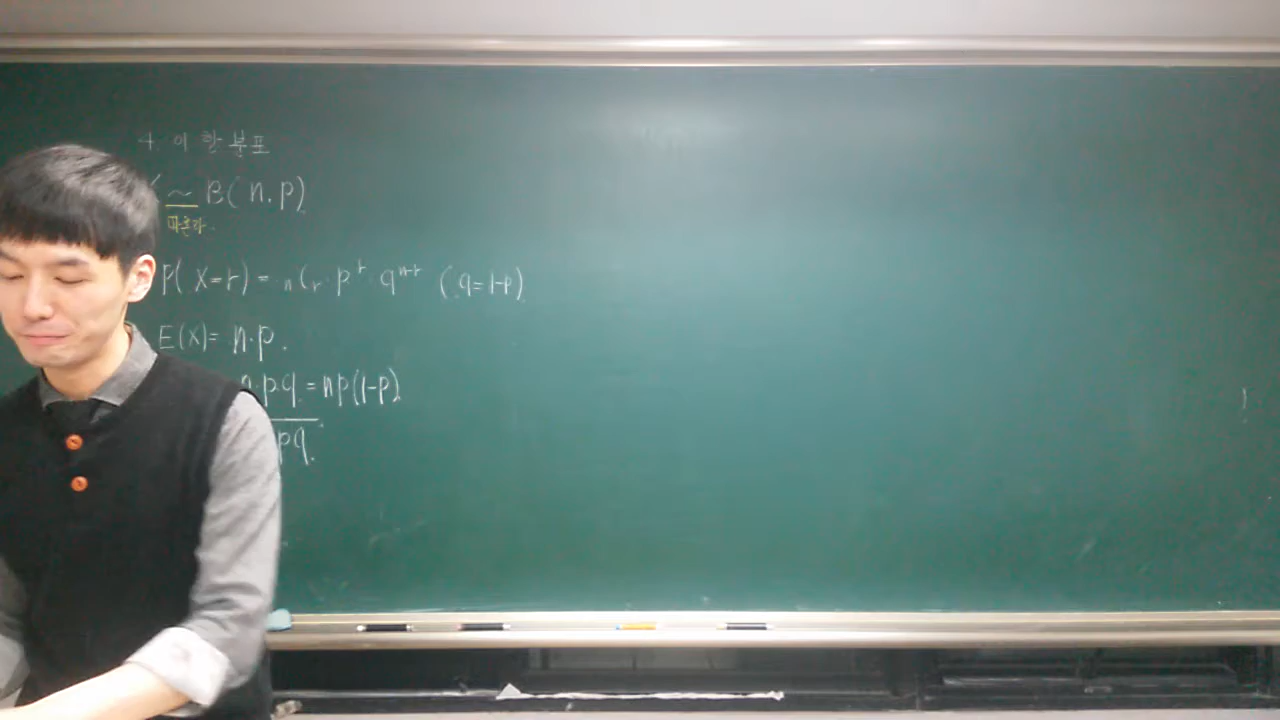 4. 이항분포
X ~ B(n.p)
따른다.
P(X=r) = nCr · p^r · q^n-r (q=1-p)
E(X)= n·p.
n·p·q = np(1-p)
pq.